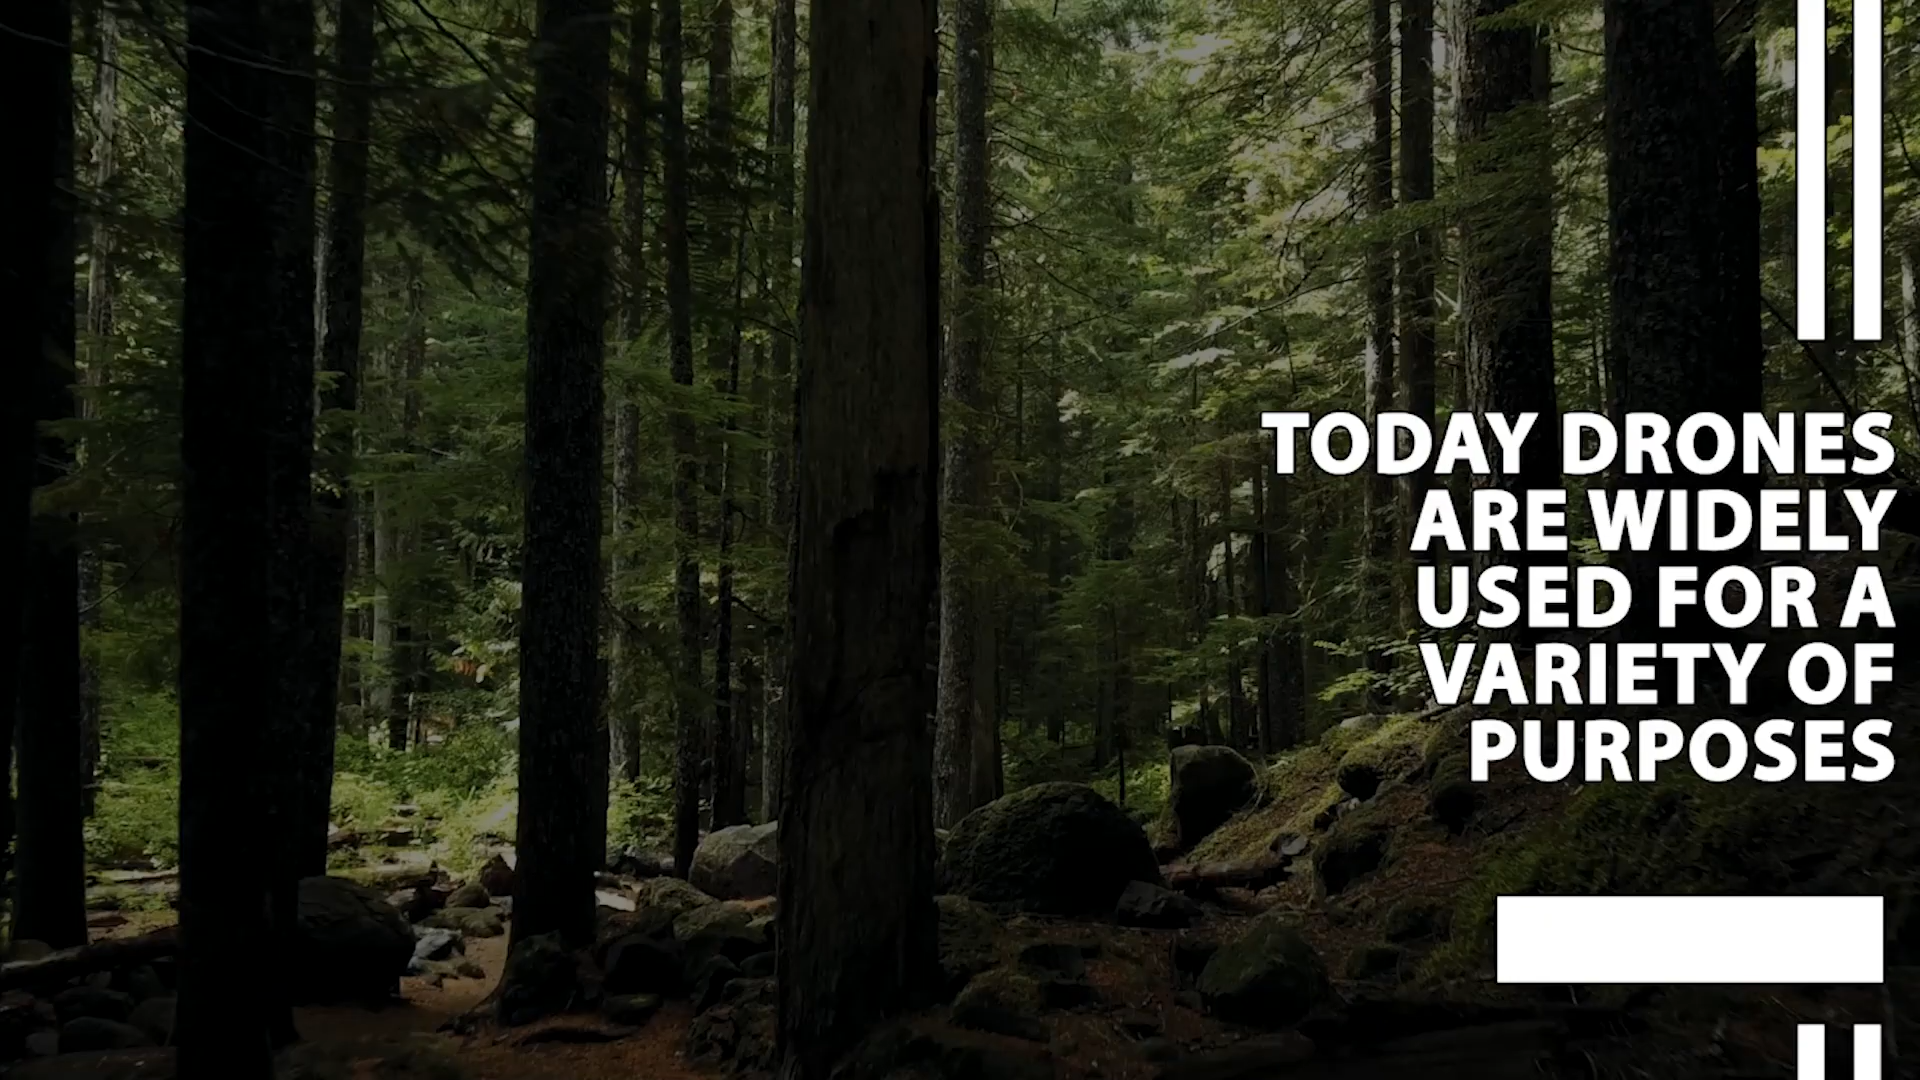 TODAY DRONES
ARE WIDELY
USED FOR A
VARIETY OF
PURPOSES